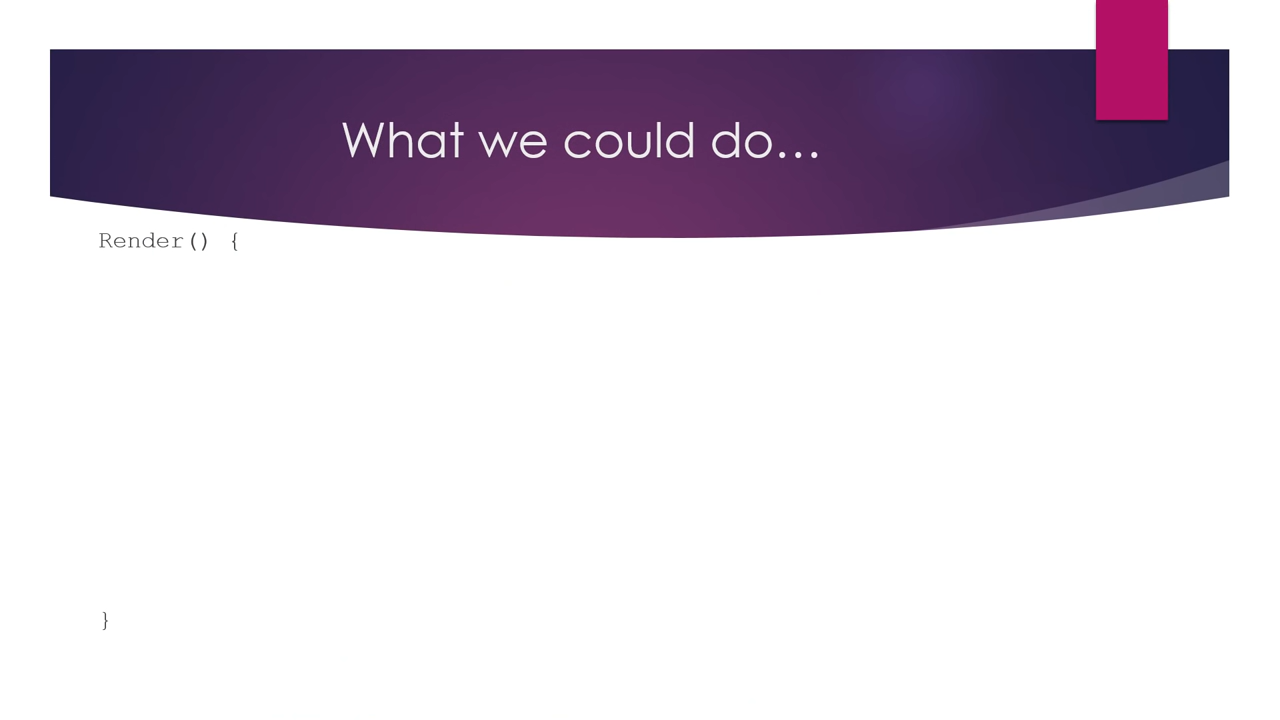 What we could do…
Render() {
}